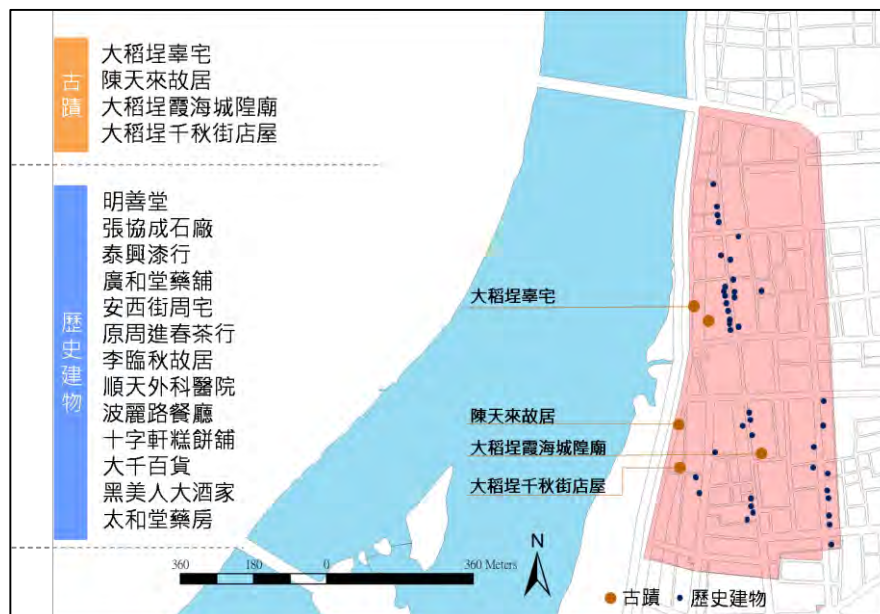 古蹟
大稻埕辜宅
陳天來故居
大稻埕霞海城隍廟
大稻埕千秋街店屋
歷史建物
明善堂
張協成石廠
泰興漆行
廣和堂藥舖
安西街周宅
原周進春茶行
李臨秋故居
順天外科醫院
波麗路餐廳
十字軒糕餅舖
大千百貨
黑美人大酒家
太和堂藥房
大稻埕辜宅
陳天來故居
大稻埕霞海城隍廟
大稻埕千秋街店屋
N
360 180 0 360 Meters
古蹟 歷史建物